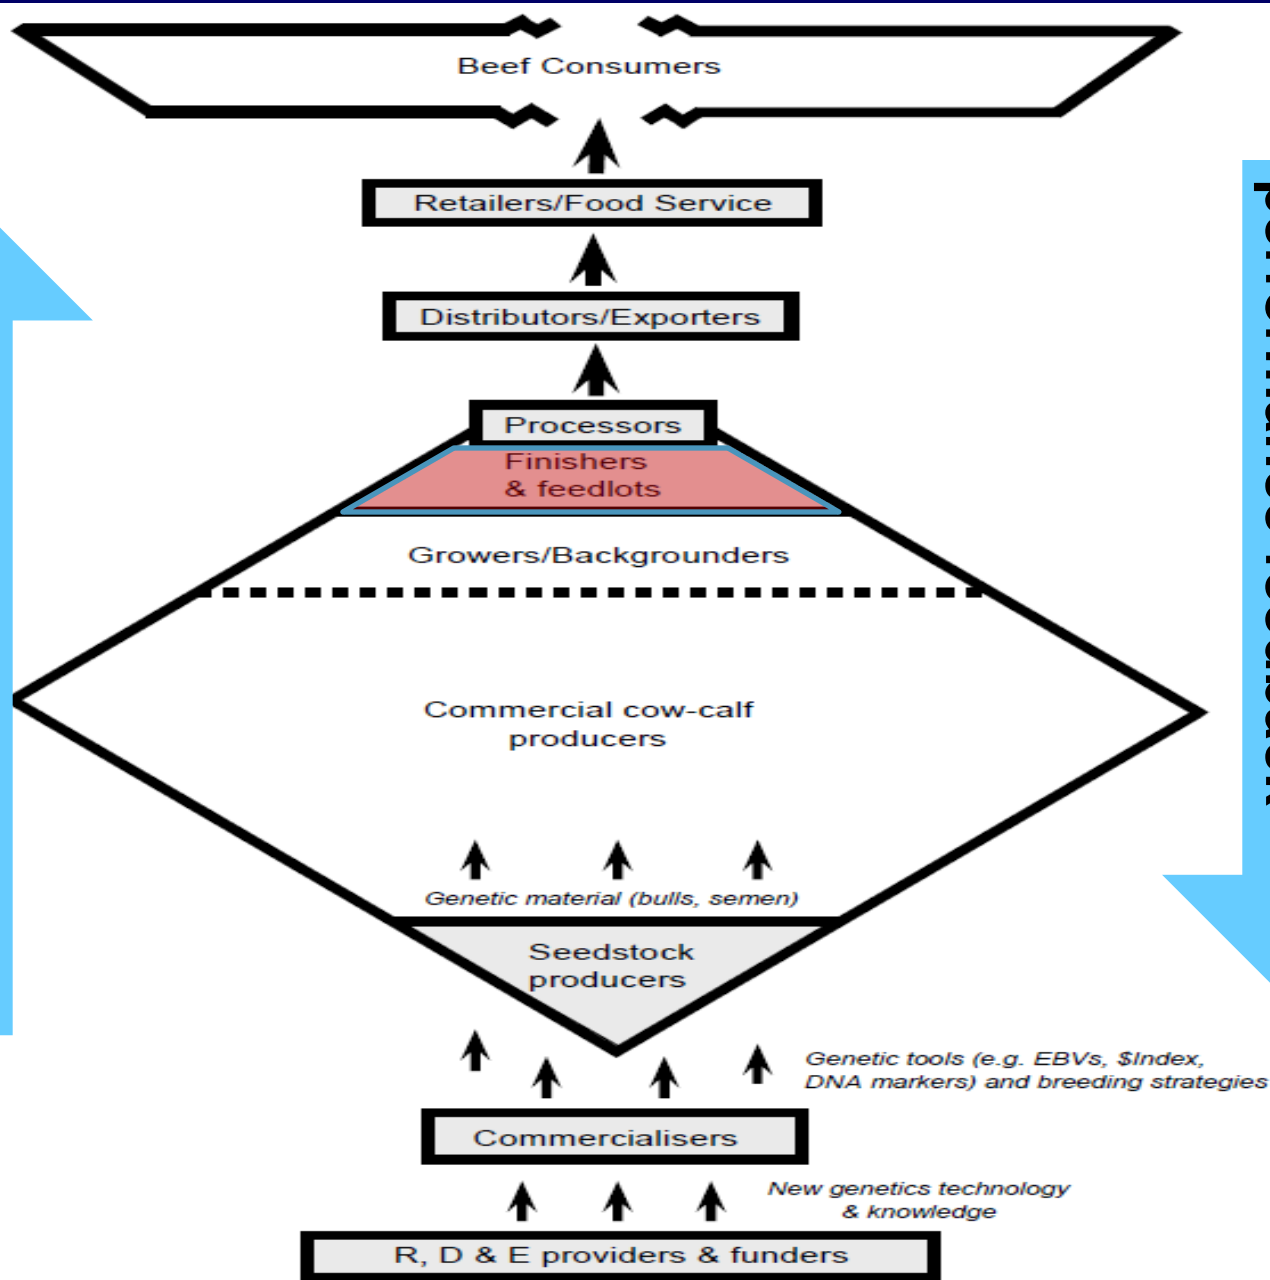 Beef Consumers
Retailers/Food Service
Distributors/Exporters
Processors
Finishers
& feedlots
Growers/Backgrounders
Commercial cow-calf
producers
Genetic material (bulls, semen)
Seedstock
producers
Genetic tools (e.g. EBVs, $Index,
DNA markers) and breeding strategies
Commercialisers
New genetics technology
& knowledge
R, D & E providers & funders
performance feedback